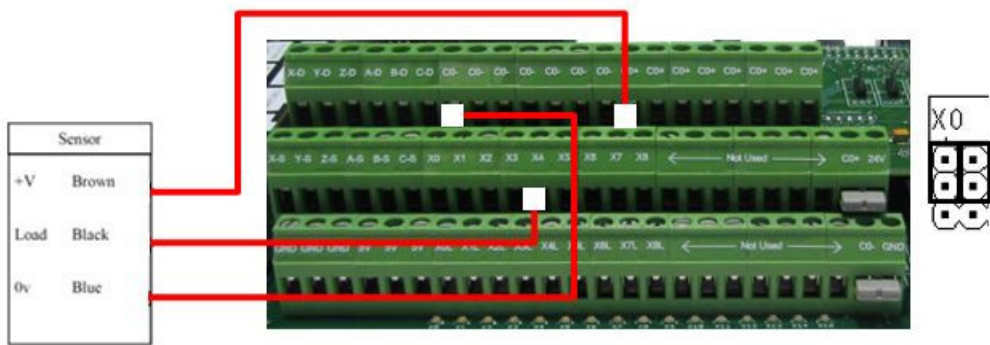 X-D Y-D Z-D A-D B-D C-D C0- C0- C0- C0- C0- C0- C0- C0+ C0+ C0+ C0+ C0+ C0+ C0+
X0
Sensor
X-S Y-S Z-S A-S B-S C-S X0 X1 X2 X3 X4 X5 X6 X7 X8 Not Used C0+ 24V
+V Brown
Load Black
GND GND GND 5V 5V 5V X0L X1L X2L X3L X4L X5L X6L X7L X8L Not Used C0- GND
0v Blue